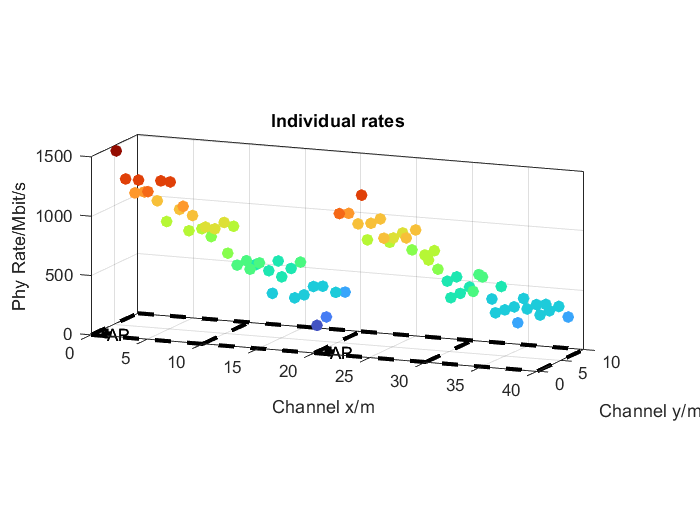 Individual rates
1500
1000
500
0
Phy Rate/Mbit/s
AP
AP
0
5
10
15
20
25
30
35
40
Channel x/m
0
5
10
Channel y/m